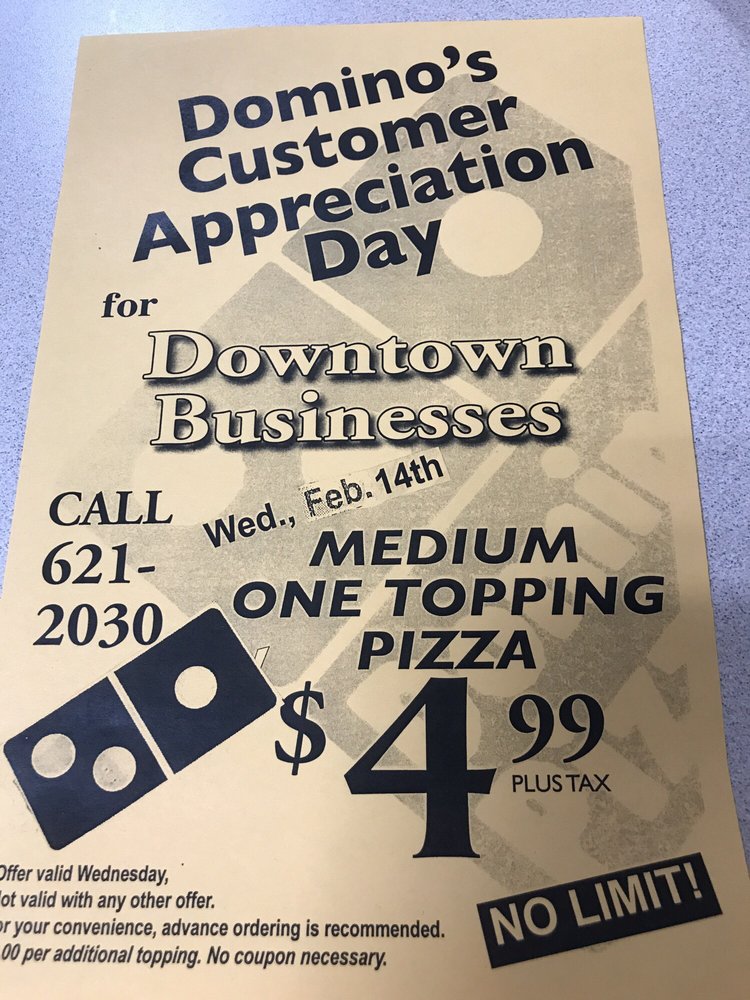 Domino's
Customer
Appreciation
Day
for
Downtown
Businesses
Wed., Feb. 14th
CALL
621-
2030
MEDIUM
ONE TOPPING
PIZZA
$4 99
PLUS TAX
Offer valid Wednesday,
ot valid with any other offer.
or your convenience, advance ordering is recommended.
.00 per additional topping. No coupon necessary.
NO LIMIT!